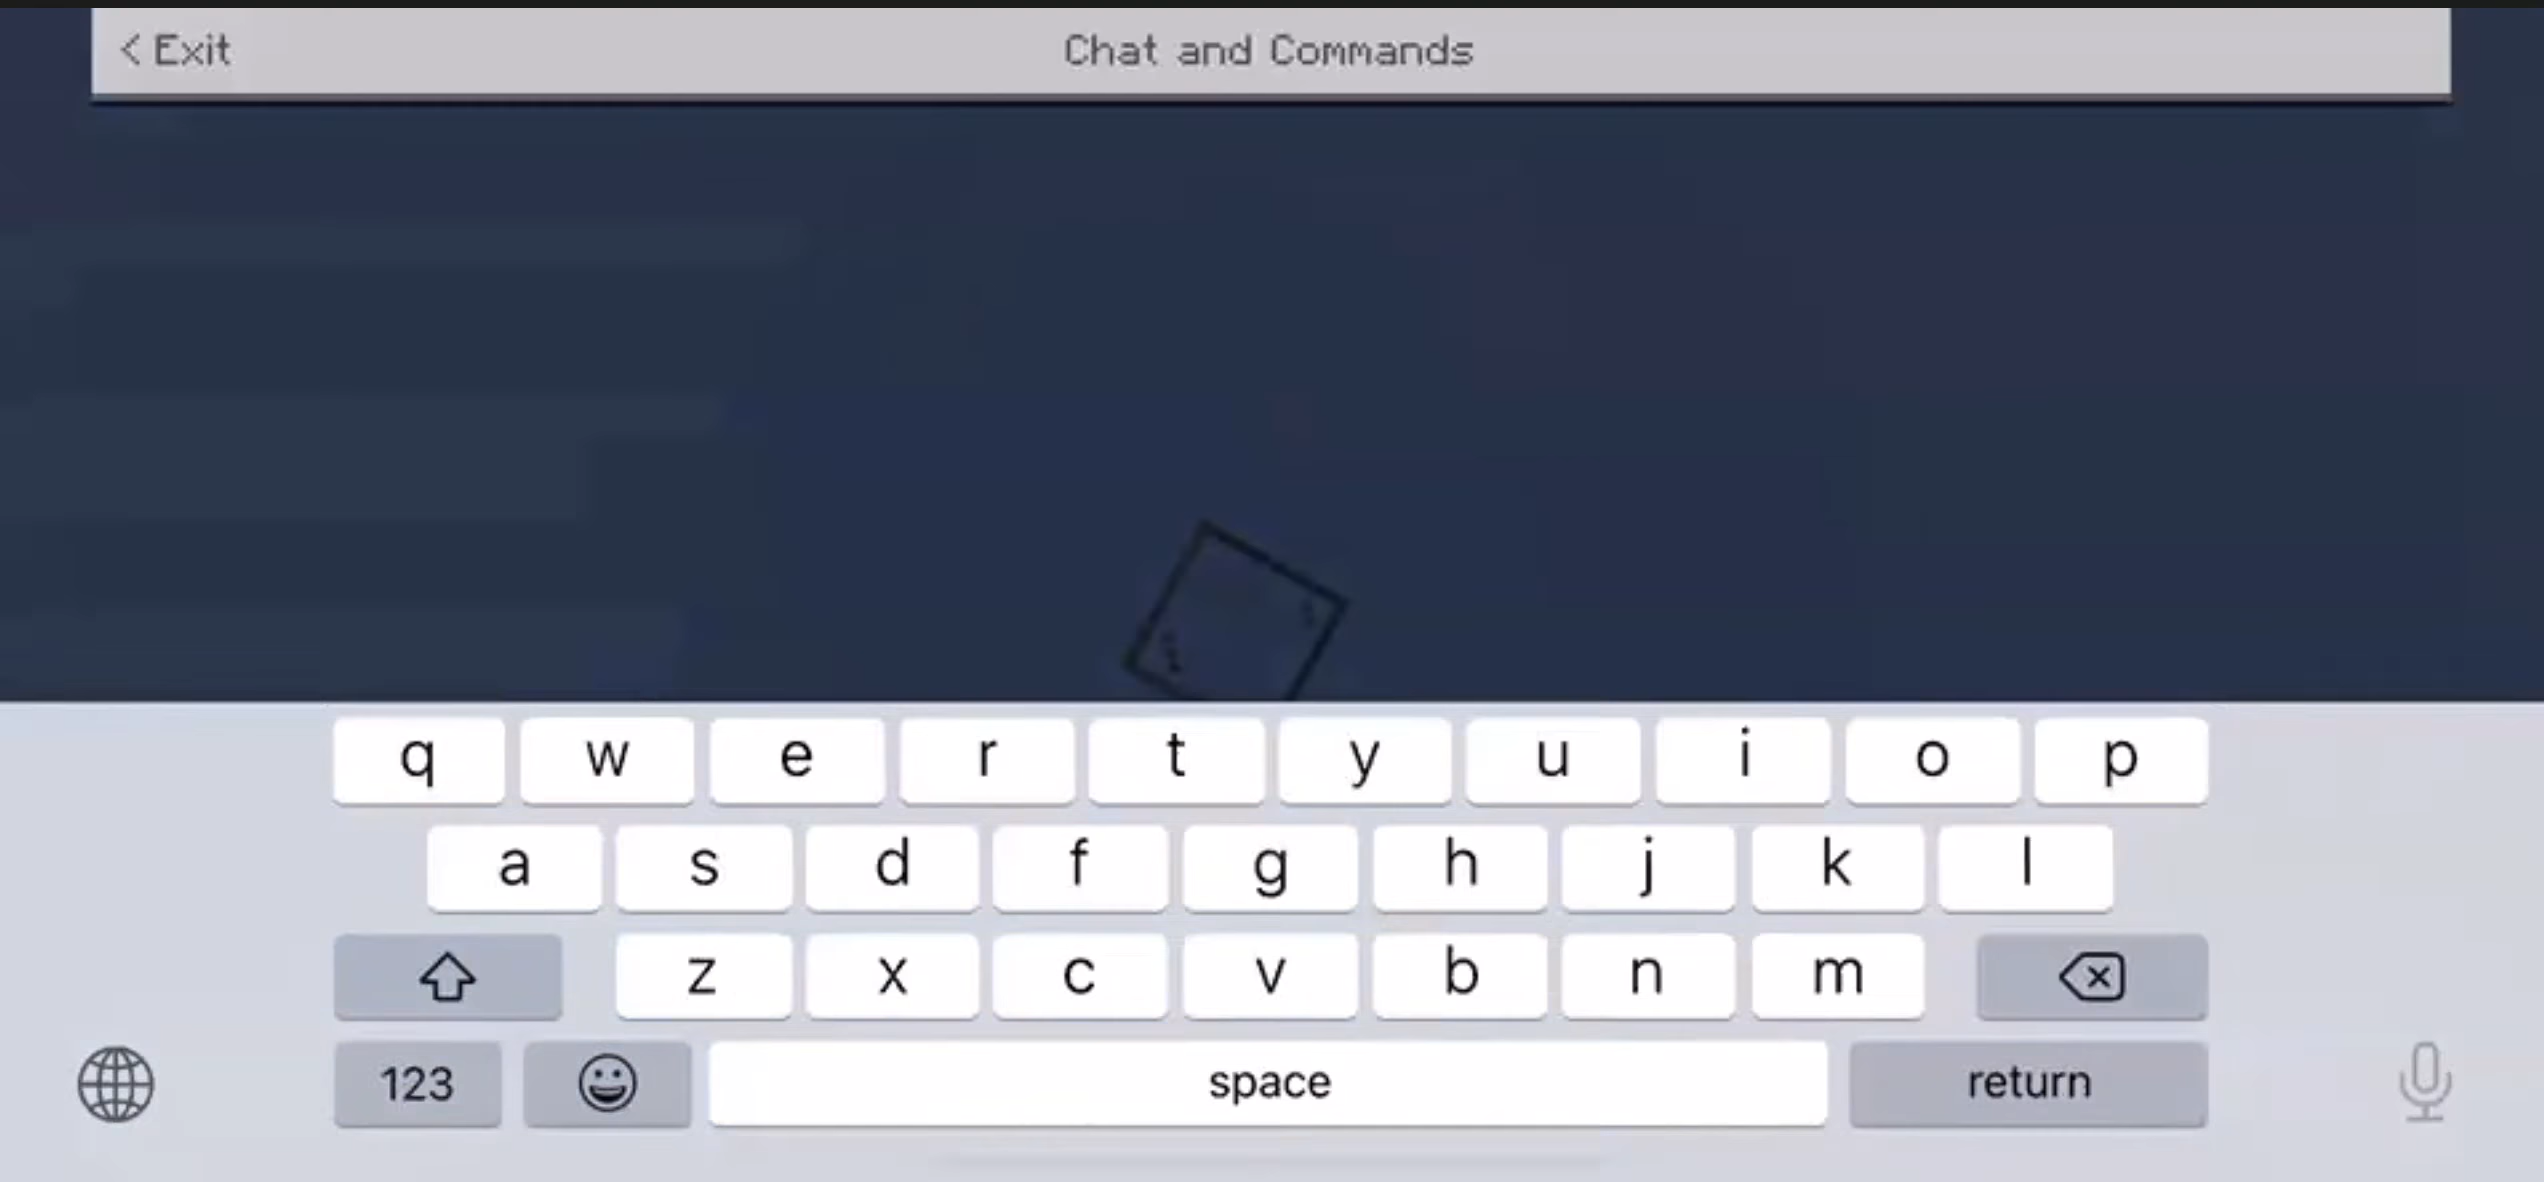 < Exit
Chat and Commands
q w e r t y u i o p
a s d f g h j k l
z x c v b n m
123 space return